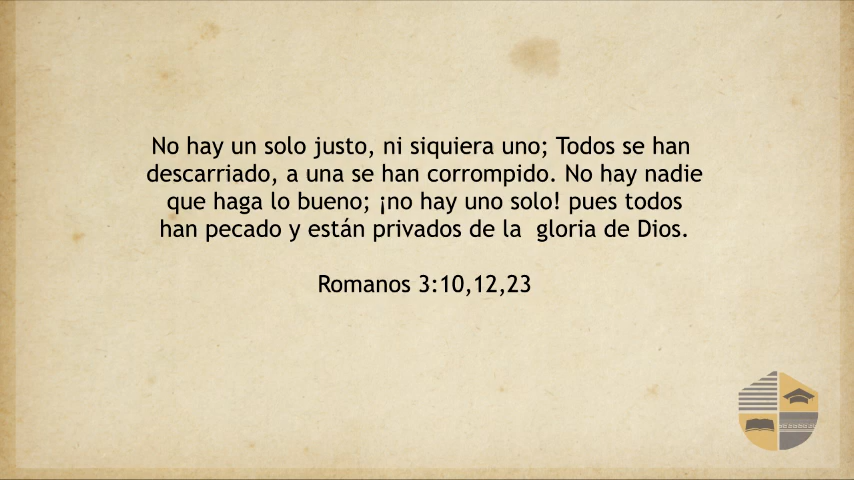 No hay un solo justo, ni siquiera uno; Todos se han
descarriado, a una se han corrompido. No hay nadie
que haga lo bueno; ¡no hay uno solo! pues todos
han pecado y están privados de la  gloria de Dios.
Romanos 3:10,12,23